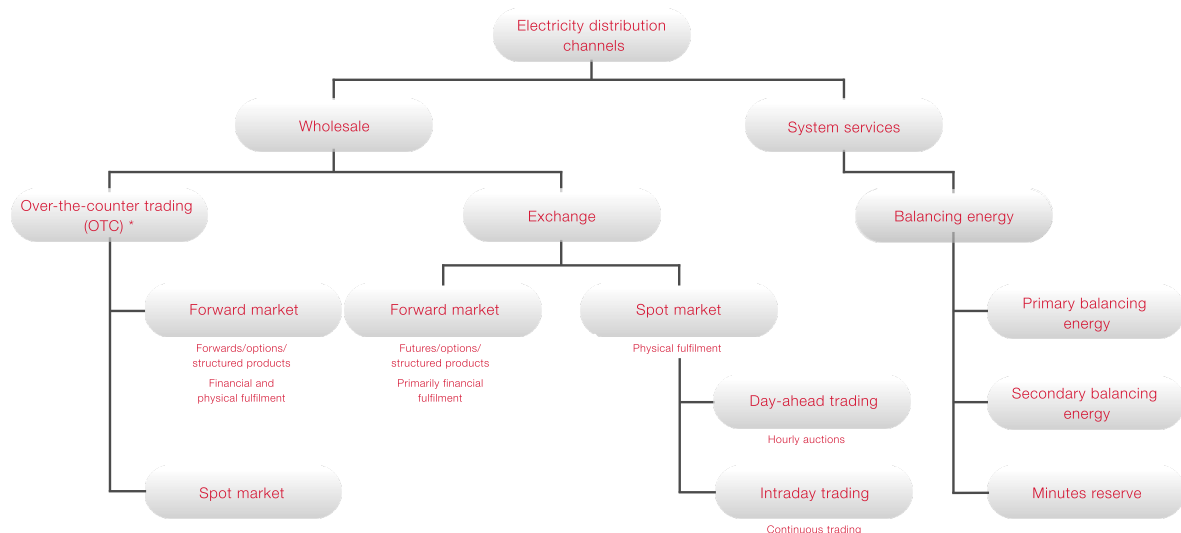 Electricity distribution
channels
Wholesale
System services
Over-the-counter trading
(OTC) *
Exchange
Balancing energy
Forward market
Forwards/options/
structured products
Financial and
physical fulfilment
Forward market
Futures/options/
structured products
Primarily financial
fulfilment
Spot market
Physical fulfilment
Primary balancing
energy
Day-ahead trading
Hourly auctions
Secondary balancing
energy
Spot market
Intraday trading
Continuous trading
Minutes reserve